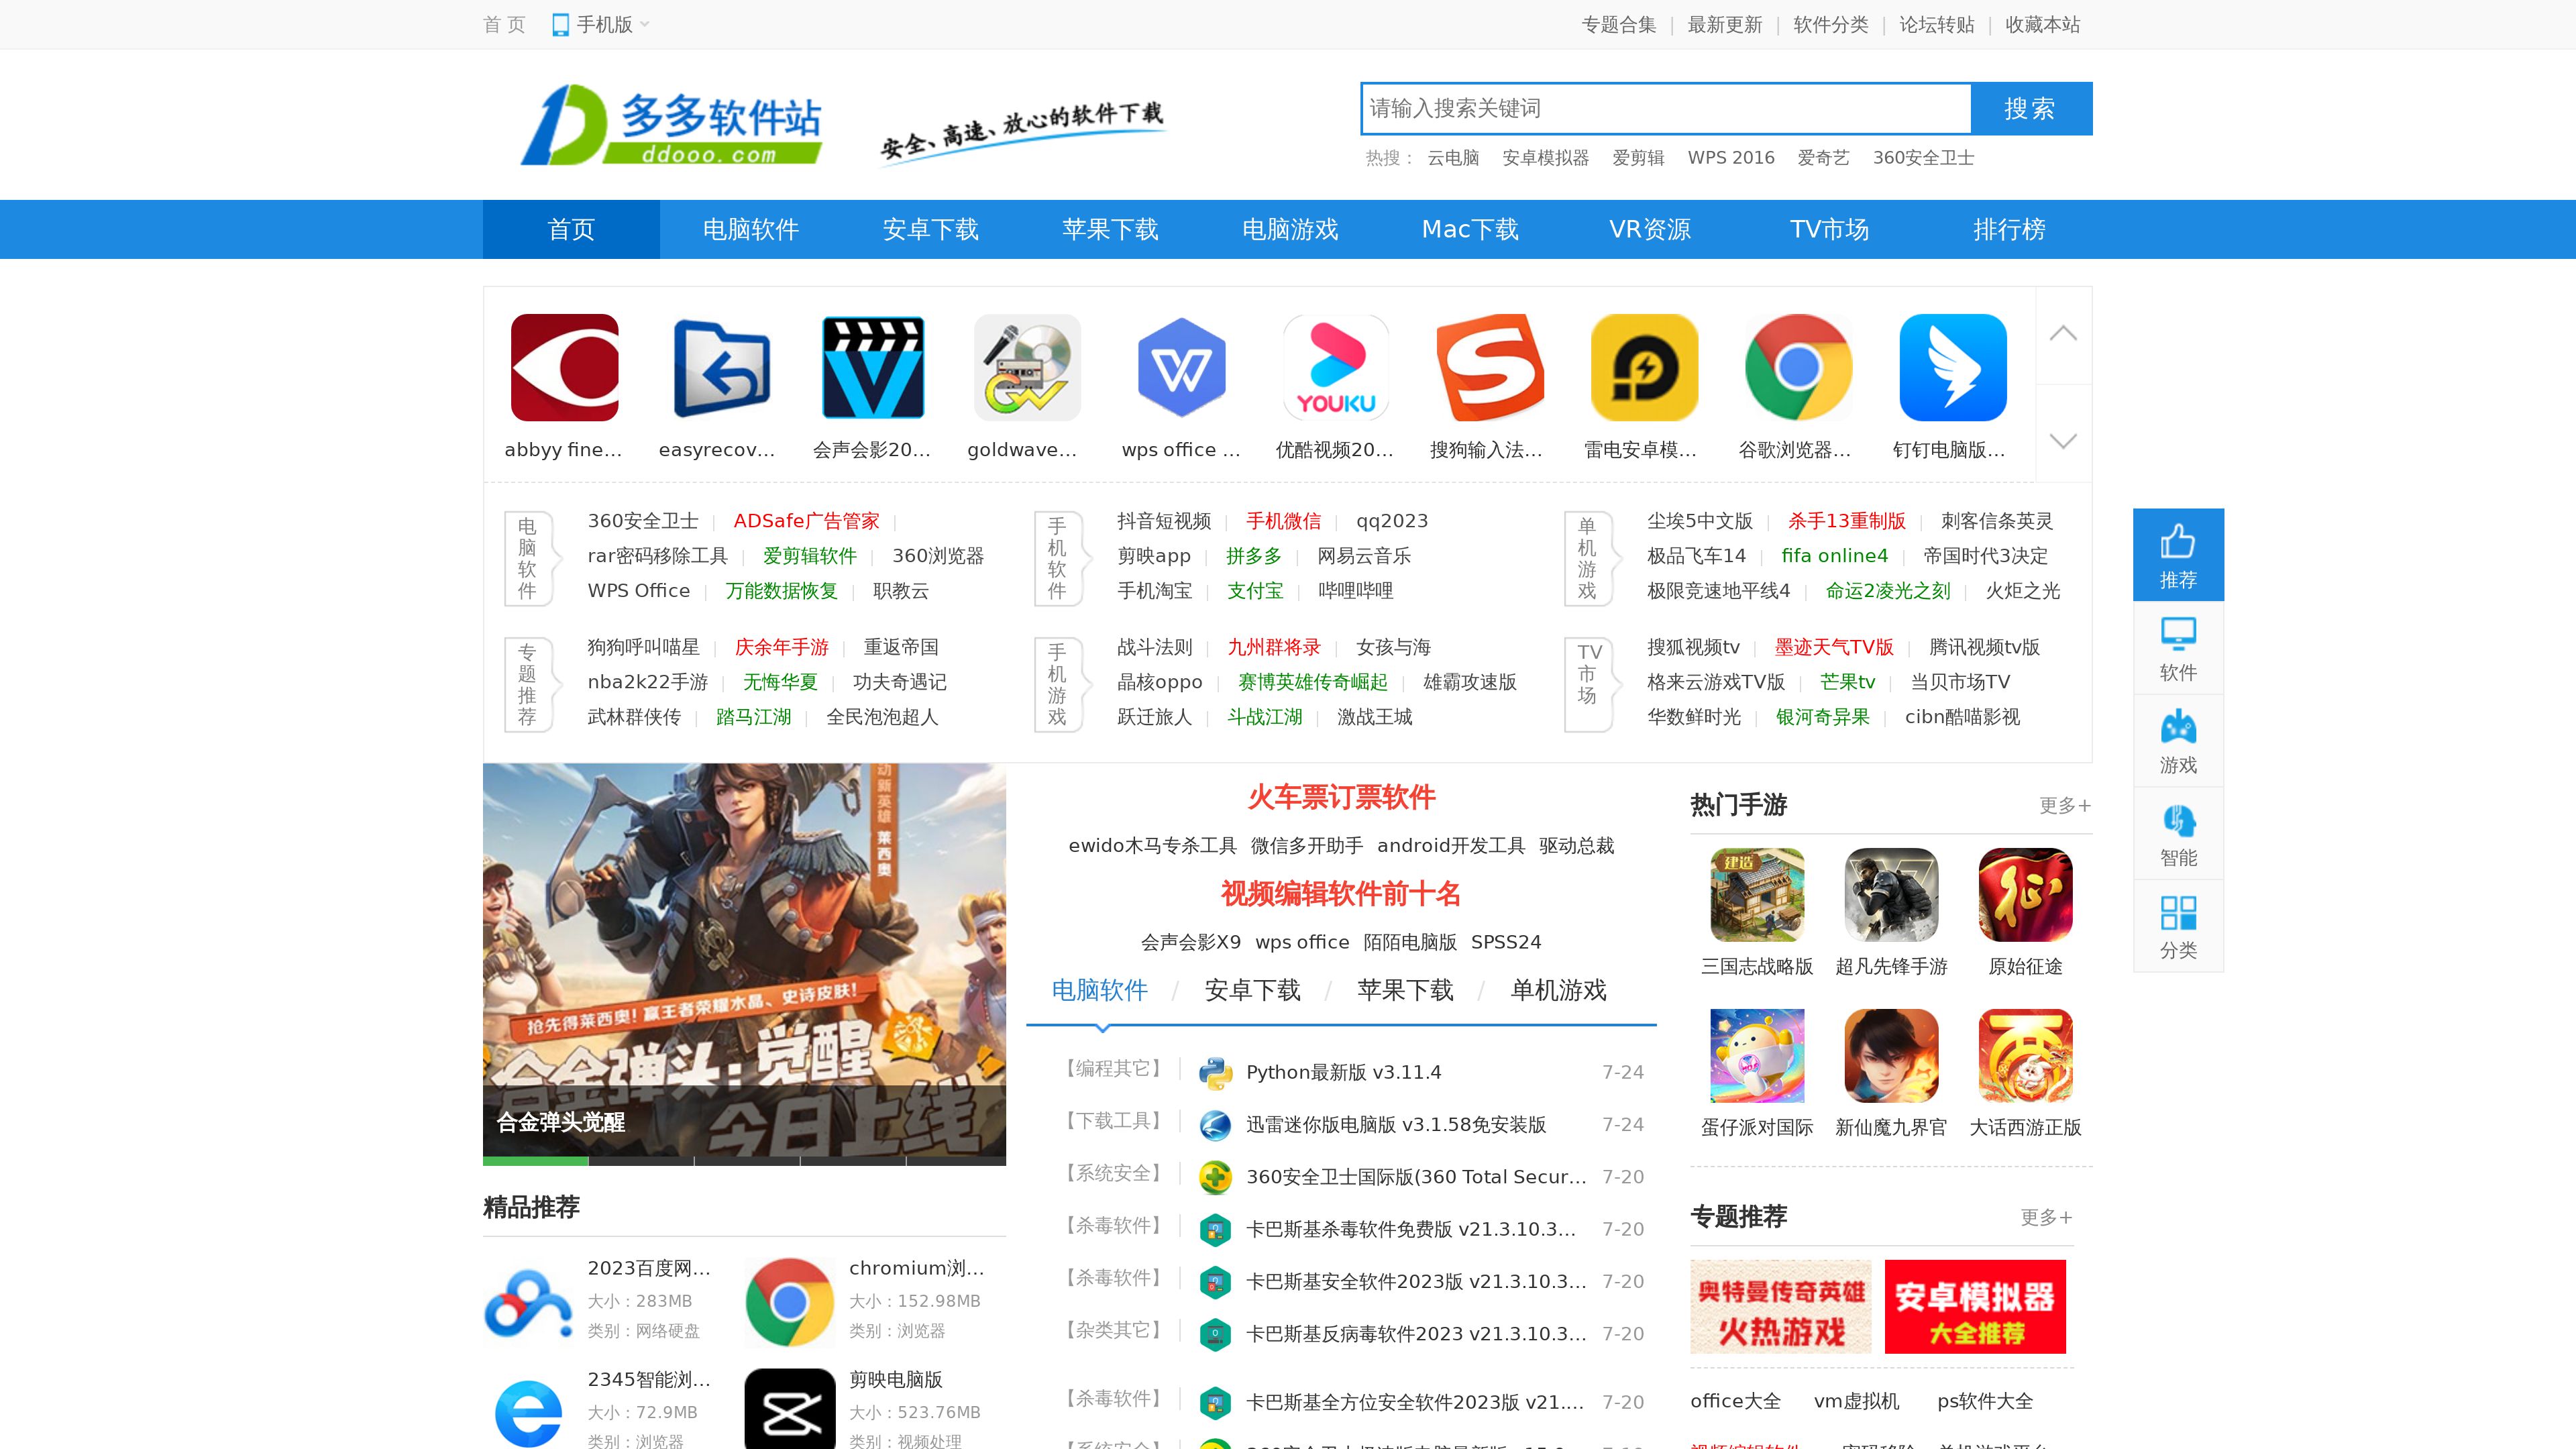 首 页 手机版
专题合集 | 最新更新 | 软件分类 | 论坛转贴 | 收藏本站
多多软件站
ddooo.com
安全、高速、放心的软件下载
请输入搜索关键词 搜索
热搜： 云电脑 安卓模拟器 爱剪辑 WPS 2016 爱奇艺 360安全卫士
首页 电脑软件 安卓下载 苹果下载 电脑游戏 Mac下载 VR资源 TV市场 排行榜
YOUKU
abbyy fine... easyrecov... 会声会影20... goldwave... wps office ... 优酷视频20... 搜狗输入法... 雷电安卓模... 谷歌浏览器... 钉钉电脑版...
电脑软件
360安全卫士 | ADSafe广告管家 |
rar密码移除工具 | 爱剪辑软件 | 360浏览器
WPS Office | 万能数据恢复 | 职教云
手机软件
抖音短视频 | 手机微信 | qq2023
剪映app | 拼多多 | 网易云音乐
手机淘宝 | 支付宝 | 哔哩哔哩
单机游戏
尘埃5中文版 | 杀手13重制版 | 刺客信条英灵
极品飞车14 | fifa online4 | 帝国时代3决定
极限竞速地平线4 | 命运2凌光之刻 | 火炬之光
专题推荐
狗狗呼叫喵星 | 庆余年手游 | 重返帝国
nba2k22手游 | 无悔华夏 | 功夫奇遇记
武林群侠传 | 踏马江湖 | 全民泡泡超人
手机游戏
战斗法则 | 九州群将录 | 女孩与海
晶核oppo | 赛博英雄传奇崛起 | 雄霸攻速版
跃迁旅人 | 斗战江湖 | 激战王城
TV市场
搜狐视频tv | 墨迹天气TV版 | 腾讯视频tv版
格来云游戏TV版 | 芒果tv | 当贝市场TV
华数鲜时光 | 银河奇异果 | cibn酷喵影视
推荐
软件
游戏
智能
分类
动新英雄 莱西奥
抢先得莱西奥！赢王者荣耀水晶、史诗皮肤！
合金弹头：觉醒
今日上线
合金弹头觉醒
精品推荐
2023百度网...
大小：283MB
类别：网络硬盘
chromium浏...
大小：152.98MB
类别：浏览器
2345智能浏...
大小：72.9MB
类别：浏览器
剪映电脑版
大小：523.76MB
类别：视频处理
火车票订票软件
ewido木马专杀工具 微信多开助手 android开发工具 驱动总裁
视频编辑软件前十名
会声会影X9 wps office 陌陌电脑版 SPSS24
电脑软件 / 安卓下载 / 苹果下载 / 单机游戏
【编程其它】 Python最新版 v3.11.4 7-24
【下载工具】 迅雷迷你版电脑版 v3.1.58免安装版 7-24
【系统安全】 360安全卫士国际版(360 Total Secur... 7-20
【杀毒软件】 卡巴斯基杀毒软件免费版 v21.3.10.3... 7-20
【杀毒软件】 卡巴斯基安全软件2023版 v21.3.10.3... 7-20
【杂类其它】 卡巴斯基反病毒软件2023 v21.3.10.3... 7-20
【杀毒软件】 卡巴斯基全方位安全软件2023版 v21.... 7-20
热门手游 更多+
建造
征
三国志战略版 超凡先锋手游 原始征途
蛋仔派对国际 新仙魔九界官 大话西游正版
专题推荐 更多+
奥特曼传奇英雄
火热游戏
安卓模拟器
大全推荐
office大全 vm虚拟机 ps软件大全